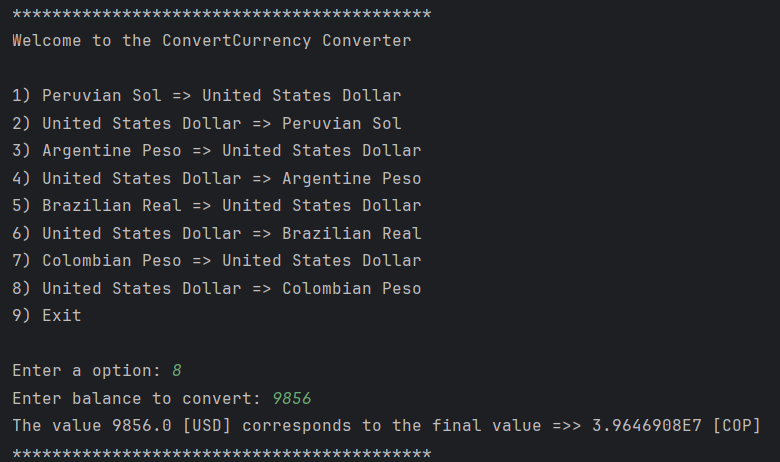 ******************************************
Welcome to the ConvertCurrency Converter
1) Peruvian Sol => United States Dollar
2) United States Dollar => Peruvian Sol
3) Argentine Peso => United States Dollar
4) United States Dollar => Argentine Peso
5) Brazilian Real => United States Dollar
6) United States Dollar => Brazilian Real
7) Colombian Peso => United States Dollar
8) United States Dollar => Colombian Peso
9) Exit
Enter a option: 8
Enter balance to convert: 9856
The value 9856.0 [USD] corresponds to the final value =>> 3.9646908E7 [COP]
******************************************